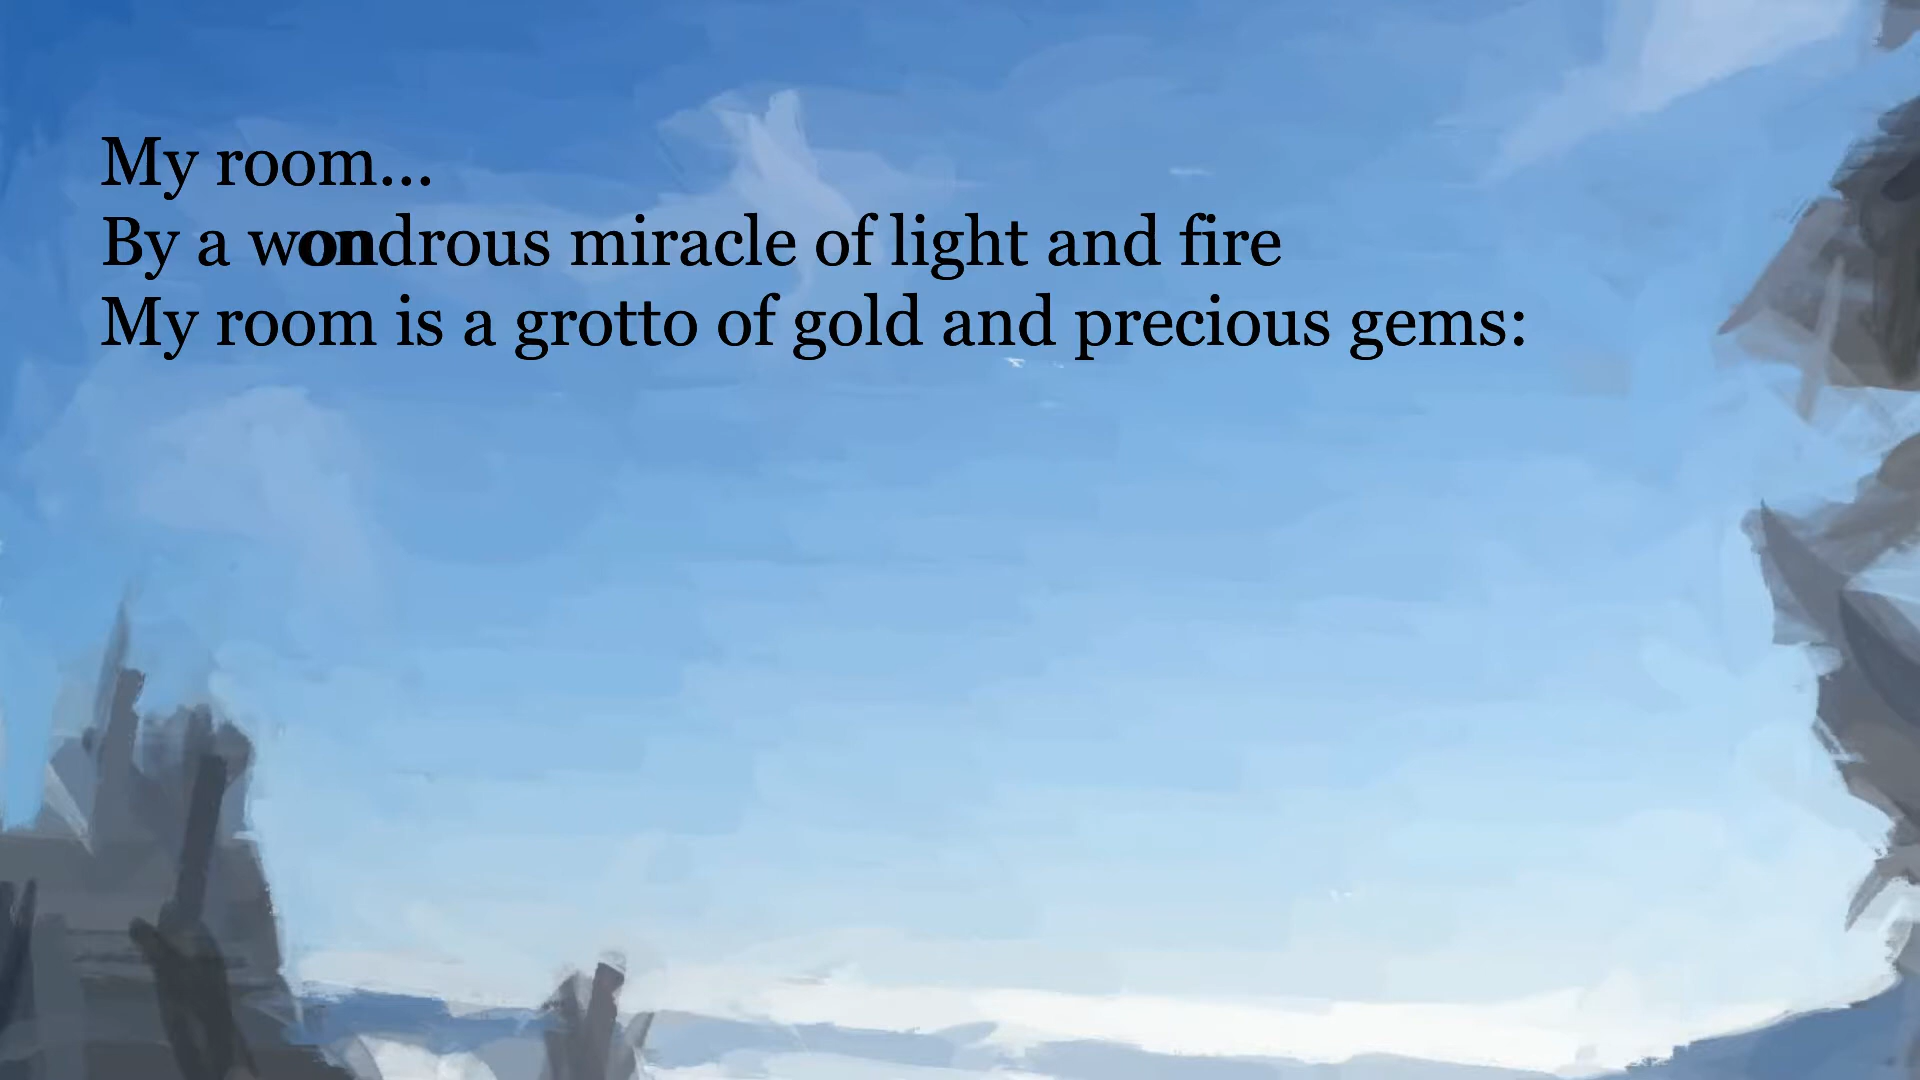 My room...
By a wondrous miracle of light and fire
My room is a grotto of gold and precious gems: